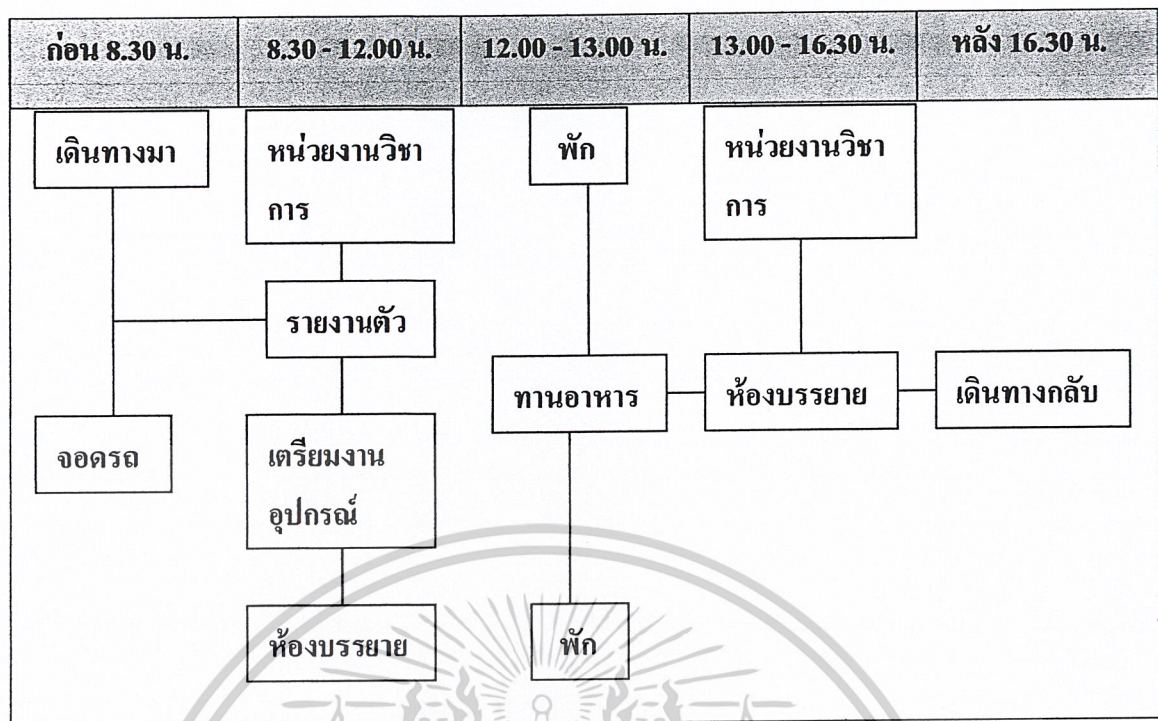 ก่อน 8.30 น.
8.30 - 12.00 น.
12.00 - 13.00 น.
13.00 - 16.30 น.
หลัง 16.30 น.
เดินทางมา
หน่วยงานวิชา
การ
พัก
หน่วยงานวิชา
การ
รายงานตัว
ทานอาหาร
ห้องบรรยาย
เดินทางกลับ
จอดรถ
เตรียมงาน
อุปกรณ์
ห้องบรรยาย
พัก